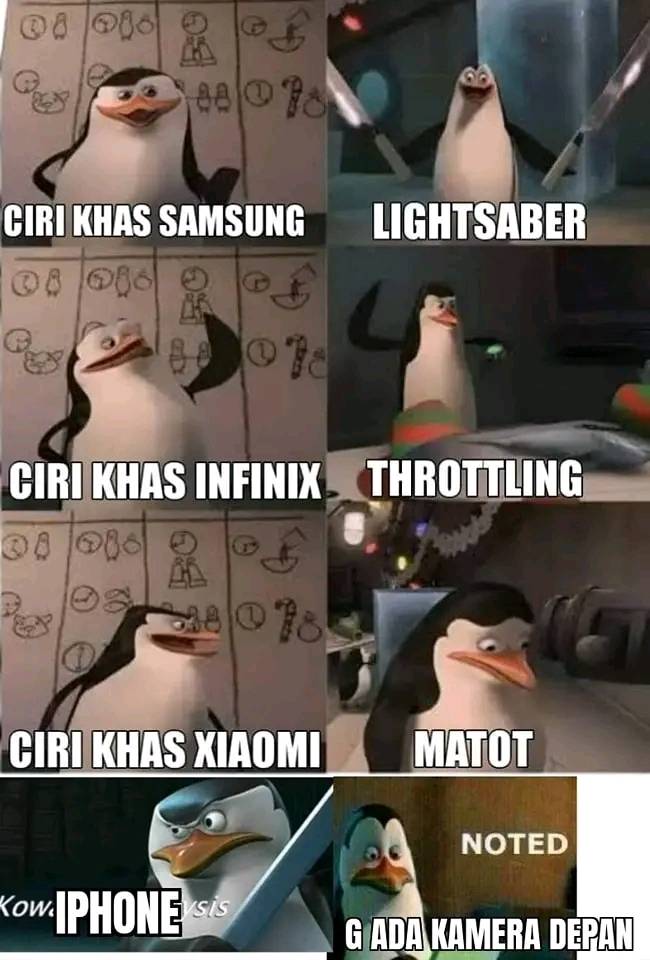 CIRI KHAS SAMSUNG
LIGHTSABER
CIRI KHAS INFINIX
THROTTLING
CIRI KHAS XIAOMI
MATOT
Kow
IPHONE
ysis
NOTED
G ADA KAMERA DEPAN